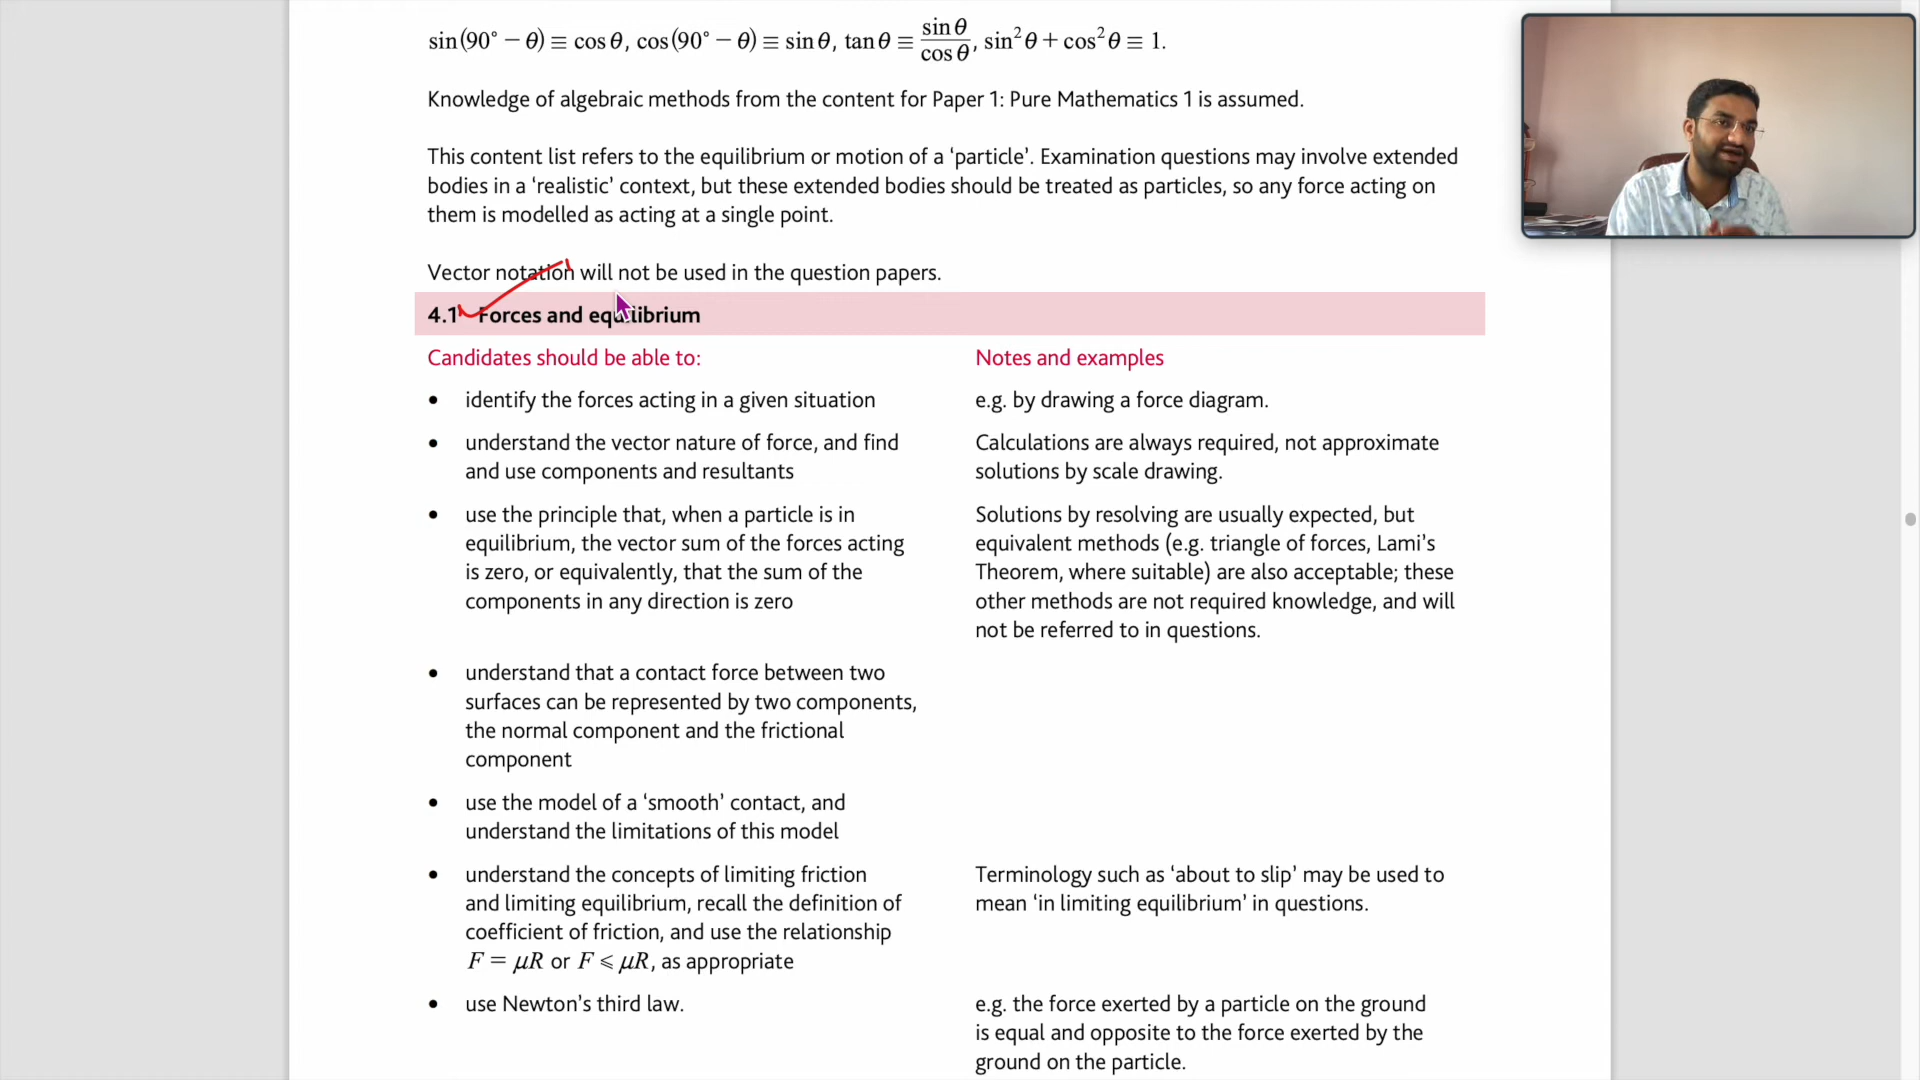 sin(90° − θ) ≡ cos θ, cos(90° − θ) ≡ sin θ, tan θ ≡ sin θ / cos θ, sin²θ + cos²θ ≡ 1.
Knowledge of algebraic methods from the content for Paper 1: Pure Mathematics 1 is assumed.
This content list refers to the equilibrium or motion of a ‘particle’. Examination questions may involve extended
bodies in a ‘realistic’ context, but these extended bodies should be treated as particles, so any force acting on
them is modelled as acting at a single point.
Vector notation will not be used in the question papers.
4.1 Forces and equilibrium
Candidates should be able to:
Notes and examples
• identify the forces acting in a given situation
e.g. by drawing a force diagram.
• understand the vector nature of force, and find
and use components and resultants
Calculations are always required, not approximate
solutions by scale drawing.
• use the principle that, when a particle is in
equilibrium, the vector sum of the forces acting
is zero, or equivalently, that the sum of the
components in any direction is zero
Solutions by resolving are usually expected, but
equivalent methods (e.g. triangle of forces, Lami’s
Theorem, where suitable) are also acceptable; these
other methods are not required knowledge, and will
not be referred to in questions.
• understand that a contact force between two
surfaces can be represented by two components,
the normal component and the frictional
component
• use the model of a ‘smooth’ contact, and
understand the limitations of this model
• understand the concepts of limiting friction
and limiting equilibrium, recall the definition of
coefficient of friction, and use the relationship
F = μR or F ⩽ μR, as appropriate
Terminology such as ‘about to slip’ may be used to
mean ‘in limiting equilibrium’ in questions.
• use Newton’s third law.
e.g. the force exerted by a particle on the ground
is equal and opposite to the force exerted by the
ground on the particle.